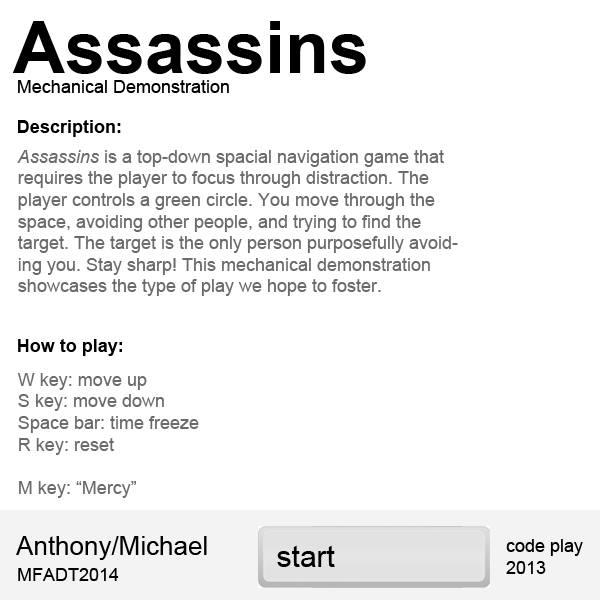 Assassins
Mechanical Demonstration
Description:
Assassins is a top-down spacial navigation game that
requires the player to focus through distraction. The
player controls a green circle. You move through the
space, avoiding other people, and trying to find the
target. The target is the only person purposefully avoid-
ing you. Stay sharp! This mechanical demonstration
showcases the type of play we hope to foster.
How to play:
W key: move up
S key: move down
Space bar: time freeze
R key: reset
M key: “Mercy”
Anthony/Michael
MFADT2014
start
code play
2013